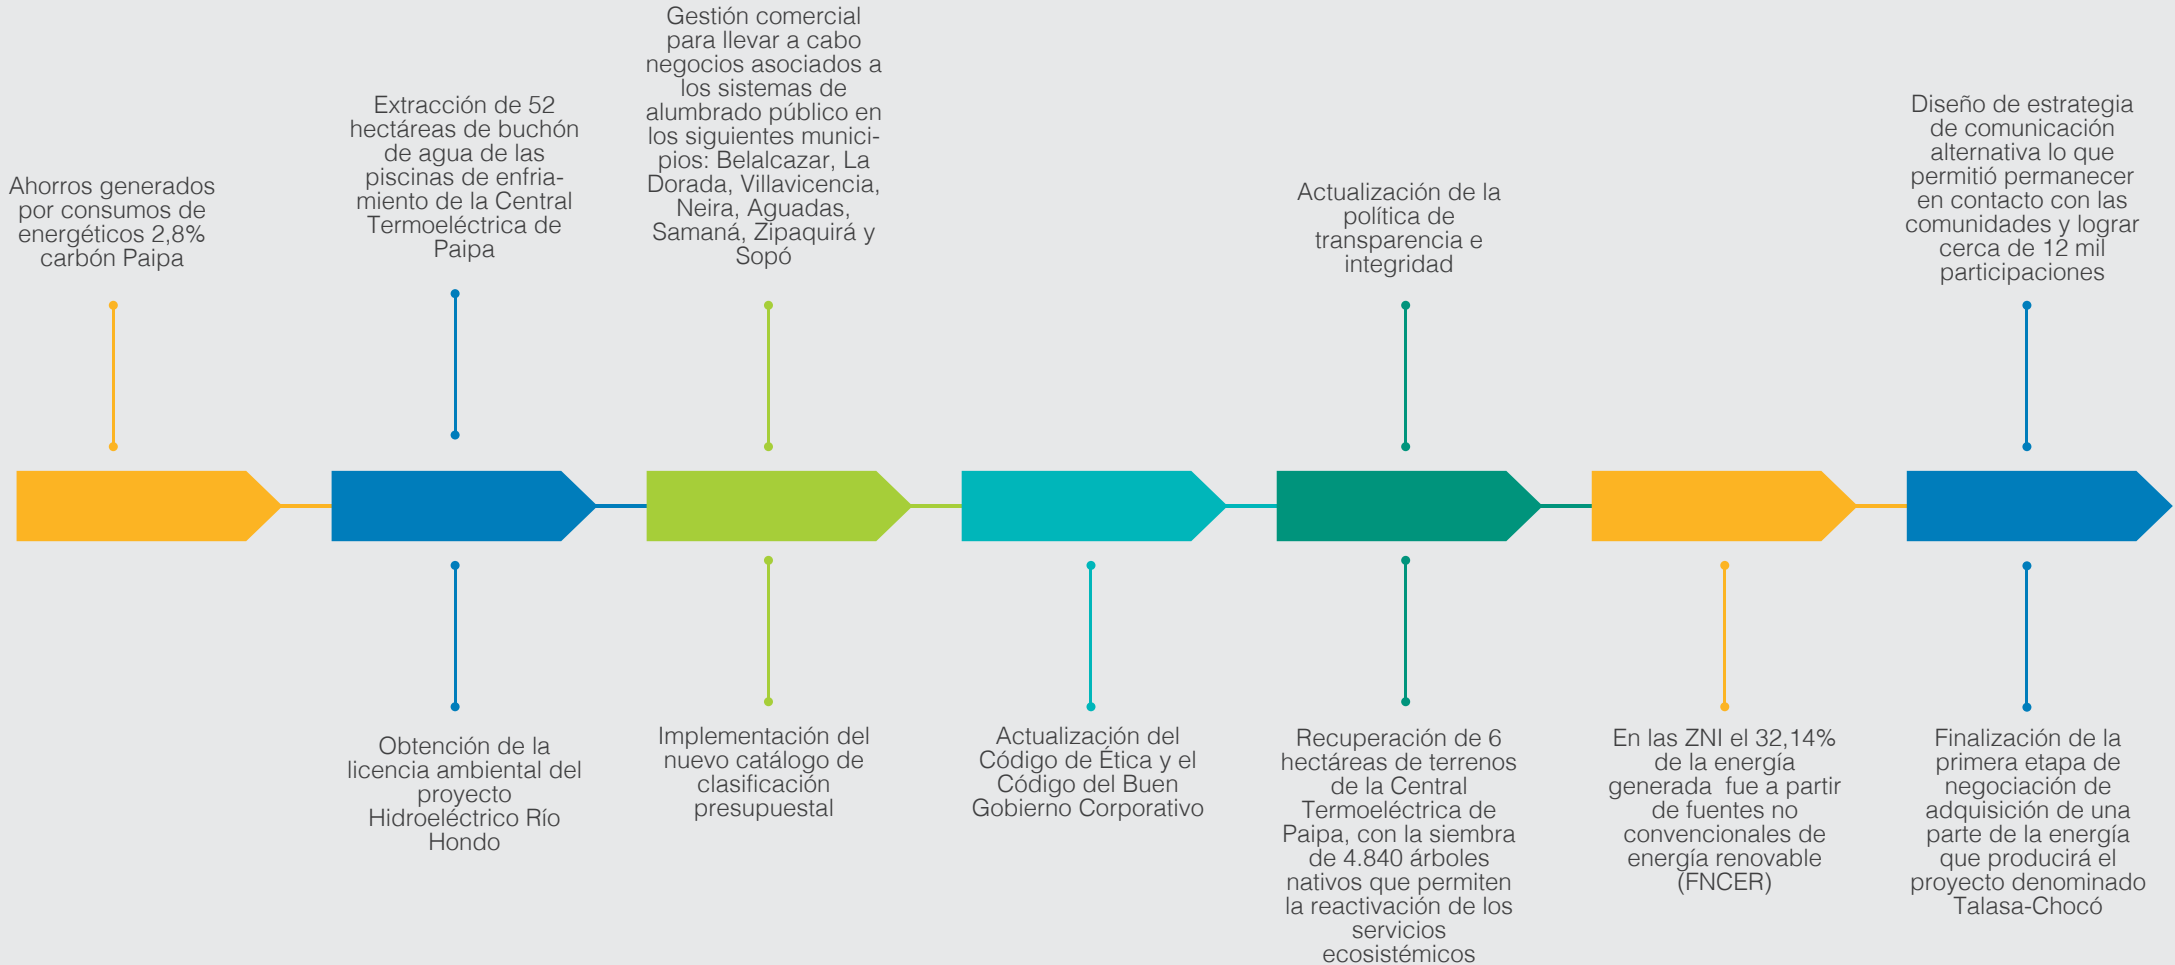 Ahorros generados
por consumos de
energéticos 2,8%
carbón Paipa
Extracción de 52
hectáreas de buchón
de agua de las
piscinas de enfria-
miento de la Central
Termoeléctrica de
Paipa
Gestión comercial
para llevar a cabo
negocios asociados a
los sistemas de
alumbrado público en
los siguientes munici-
pios: Belalcazar, La
Dorada, Villavicencia,
Neira, Aguadas,
Samaná, Zipaquirá y
Sopó
Actualización de la
política de
transparencia e
integridad
Diseño de estrategia
de comunicación
alternativa lo que
permitió permanecer
en contacto con las
comunidades y lograr
cerca de 12 mil
participaciones
Obtención de la
licencia ambiental del
proyecto
Hidroeléctrico Río
Hondo
Implementación del
nuevo catálogo de
clasificación
presupuestal
Actualización del
Código de Ética y el
Código del Buen
Gobierno Corporativo
Recuperación de 6
hectáreas de terrenos
de la Central
Termoeléctrica de
Paipa, con la siembra
de 4.840 árboles
nativos que permiten
la reactivación de los
servicios
ecosistémicos
En las ZNI el 32,14%
de la energía
generada  fue a partir
de fuentes no
convencionales de
energía renovable
(FNCER)
Finalización de la
primera etapa de
negociación de
adquisición de una
parte de la energía
que producirá el
proyecto denominado
Talasa-Chocó